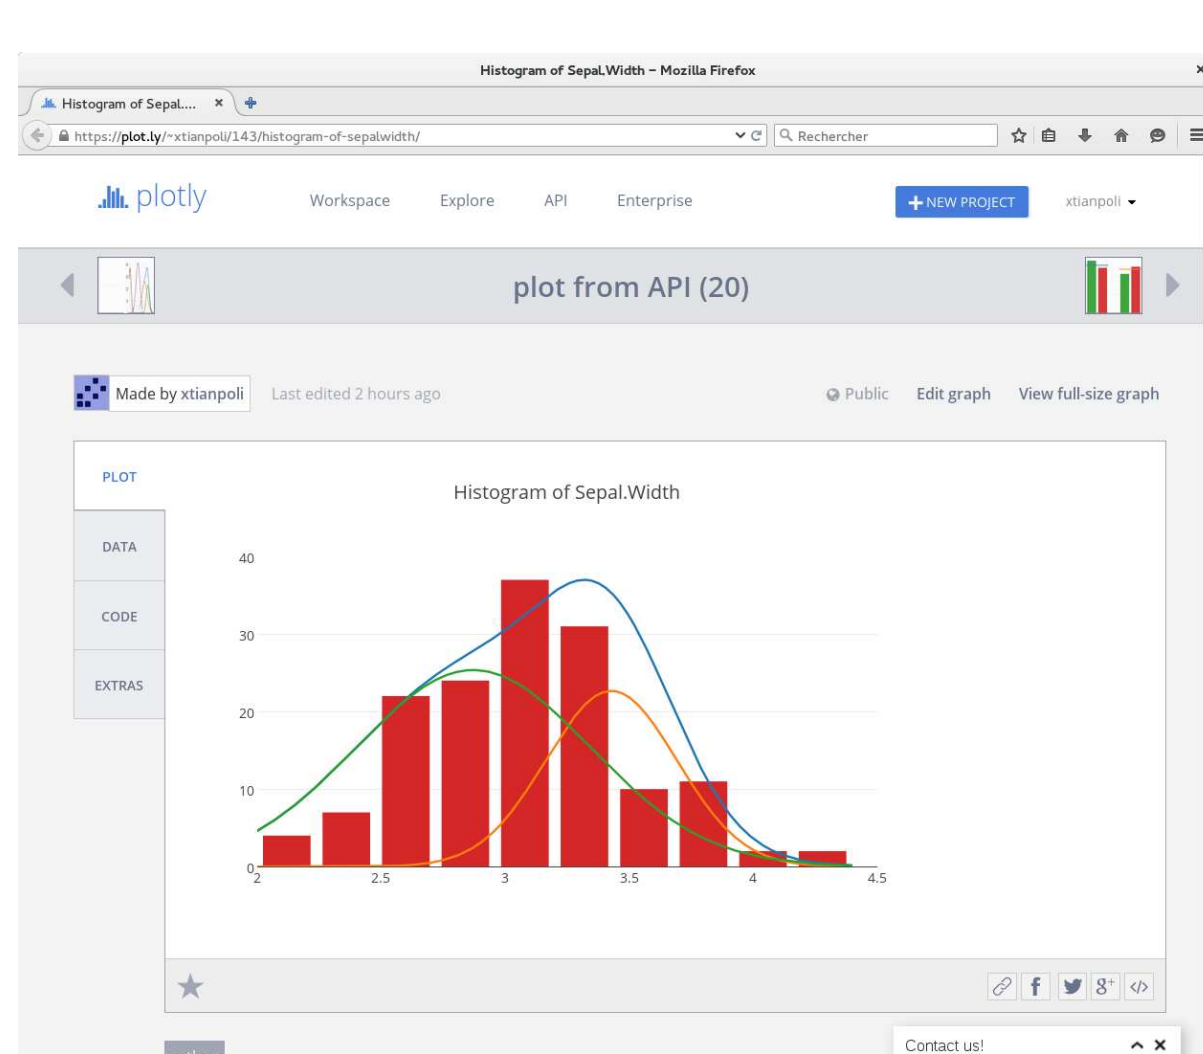 Histogram of Sepal.Width – Mozilla Firefox
Histogram of Sepal....
https://plot.ly/~xtianpoli/143/histogram-of-sepalwidth/ Rechercher
plotly Workspace Explore API Enterprise NEW PROJECT xtianpoli
plot from API (20)
Made by xtianpoli Last edited 2 hours ago Public Edit graph View full-size graph
PLOT
DATA
CODE
EXTRAS
Histogram of Sepal.Width
40
30
20
10
0
2 2.5 3 3.5 4 4.5
Contact us!